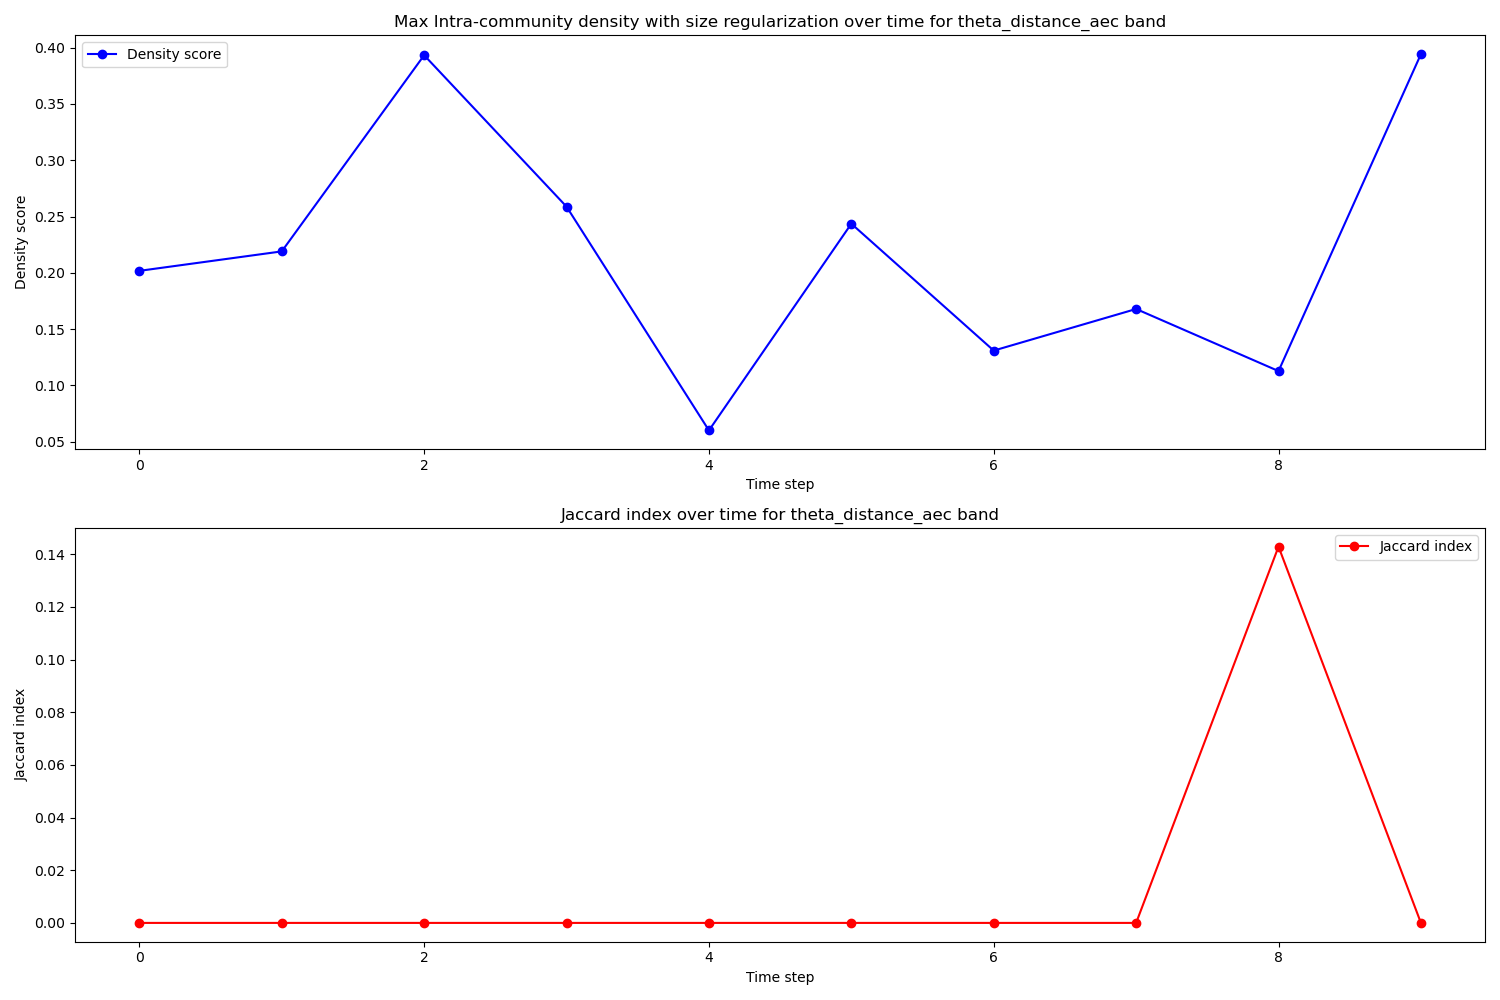 Max Intra-community density with size regularization over time for theta_distance_aec band
Density score
0.40
0.35
0.30
0.25
0.20
0.15
0.10
0.05
Density score
0 2 4 6 8
Time step
Jaccard index over time for theta_distance_aec band
Jaccard index
0.14
0.12
0.10
0.08
0.06
0.04
0.02
0.00
Jaccard index
0 2 4 6 8
Time step